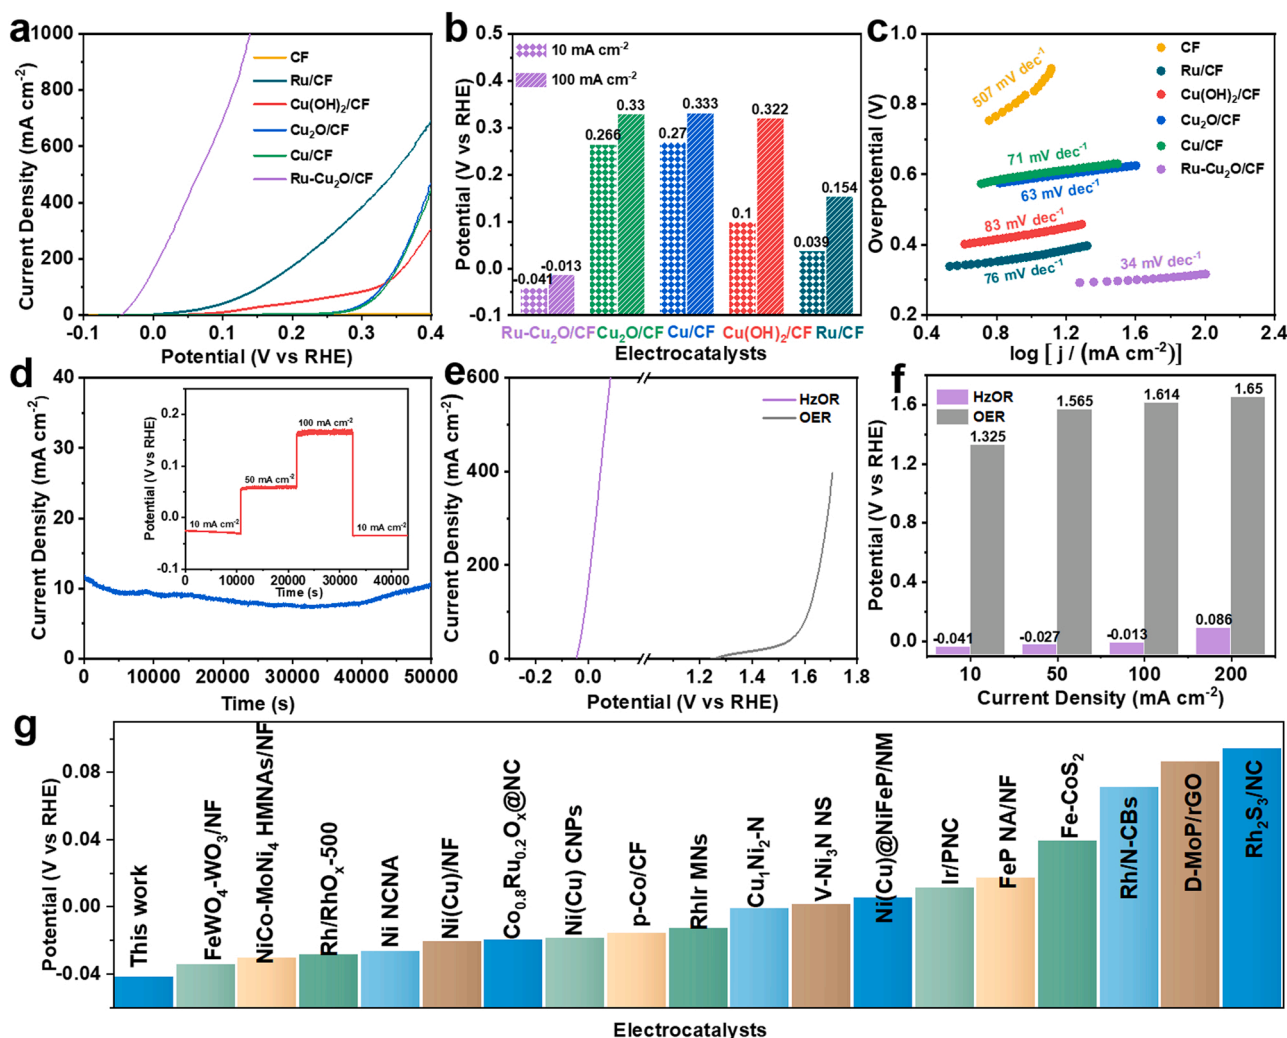 a
1000
800
600
400
200
0
Current Density (mA cm⁻²)
CF
Ru/CF
Cu(OH)₂/CF
Cu₂O/CF
Cu/CF
Ru-Cu₂O/CF
-0.1 0.0 0.1 0.2 0.3 0.4
Potential (V vs RHE)
b
0.5
0.4
0.3
0.2
0.1
0.0
-0.1
Potential (V vs RHE)
10 mA cm⁻²
100 mA cm⁻²
-0.041 -0.013
0.266 0.33
0.27 0.333
0.1 0.322
0.039 0.154
Ru-Cu₂O/CF Cu₂O/CF Cu/CF Cu(OH)₂/CF Ru/CF
Electrocatalysts
c
1.0
0.8
0.6
0.4
0.2
Overpotential (V)
507 mV dec⁻¹
71 mV dec⁻¹
63 mV dec⁻¹
83 mV dec⁻¹
76 mV dec⁻¹
34 mV dec⁻¹
CF
Ru/CF
Cu(OH)₂/CF
Cu₂O/CF
Cu/CF
Ru-Cu₂O/CF
0.4 0.8 1.2 1.6 2.0 2.4
log [ j / (mA cm⁻²)]
d
40
30
20
10
0
Current Density (mA cm⁻²)
0.2
0.1
0.0
-0.1
Potential (V vs RHE)
10 mA cm⁻²
50 mA cm⁻²
100 mA cm⁻²
10 mA cm⁻²
0 10000 20000 30000 40000
Time (s)
0 10000 20000 30000 40000 50000
Time (s)
e
600
400
200
0
Current Density (mA cm⁻²)
HzOR
OER
-0.2 0.0 1.2 1.4 1.6 1.8
Potential (V vs RHE)
f
1.6
1.2
0.8
0.4
0.0
Potential (V vs RHE)
HzOR
OER
1.325
1.565
1.614
1.65
-0.041
-0.027
-0.013
0.086
10 50 100 200
Current Density (mA cm⁻²)
g
0.08
0.04
0.00
-0.04
Potential (V vs RHE)
This work
FeWO₄-WO₃/NF
NiCo-MoNi₄ HMNAs/NF
Rh/RhOₓ-500
Ni NCNA
Ni(Cu)/NF
Co₀.₈Ru₀.₂Oₓ@NC
Ni(Cu) CNPs
p-Co/CF
RhIr MNs
Cu₁Ni₂-N
V-Ni₃N NS
Ni(Cu)@NiFeP/NM
Ir/PNC
FeP NA/NF
Fe-CoS₂
Rh/N-CBs
D-MoP/rGO
Rh₂S₃/NC
Electrocatalysts